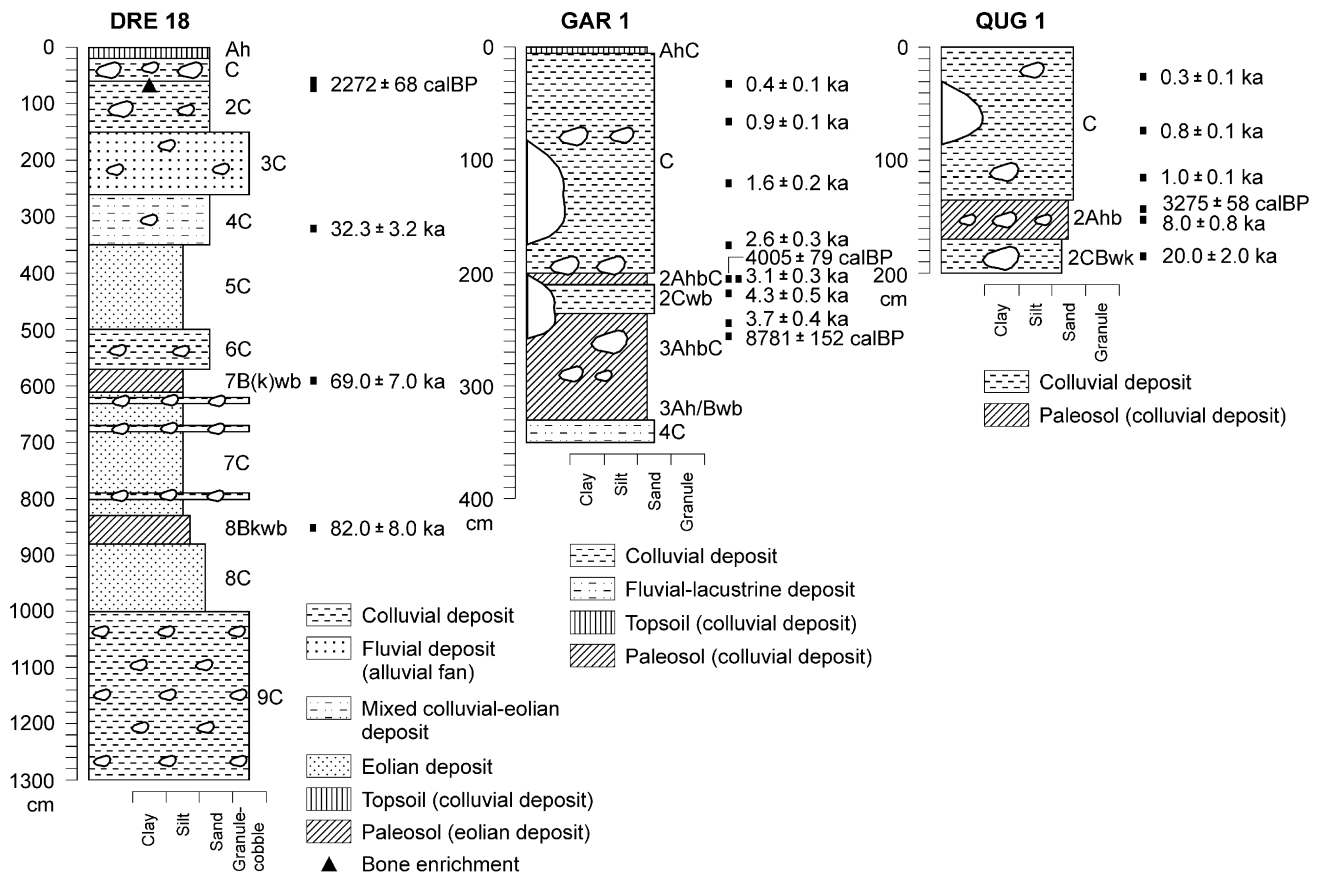 DRE 18
0
100
200
300
400
500
600
700
800
900
1000
1100
1200
1300
cm
Ah
C
2C
3C
4C
5C
6C
7B(k)wb
7C
8Bkwb
8C
9C
2272 ± 68 calBP
32.3 ± 3.2 ka
69.0 ± 7.0 ka
82.0 ± 8.0 ka
Clay
Silt
Sand
Granule-
cobble
Colluvial deposit
Fluvial deposit
(alluvial fan)
Mixed colluvial-eolian
deposit
Eolian deposit
Topsoil (colluvial deposit)
Paleosol (eolian deposit)
Bone enrichment
GAR 1
0
100
200
300
400
cm
AhC
C
2AhbC
2Cwb
3AhbC
3Ah/Bwb
4C
0.4 ± 0.1 ka
0.9 ± 0.1 ka
1.6 ± 0.2 ka
2.6 ± 0.3 ka
4005 ± 79 calBP
3.1 ± 0.3 ka
4.3 ± 0.5 ka
3.7 ± 0.4 ka
8781 ± 152 calBP
Clay
Silt
Sand
Granule
Colluvial deposit
Fluvial-lacustrine deposit
Topsoil (colluvial deposit)
Paleosol (colluvial deposit)
QUG 1
0
100
200
cm
C
2Ahb
2CBwk
0.3 ± 0.1 ka
0.8 ± 0.1 ka
1.0 ± 0.1 ka
3275 ± 58 calBP
8.0 ± 0.8 ka
20.0 ± 2.0 ka
Clay
Silt
Sand
Granule
Colluvial deposit
Paleosol (colluvial deposit)